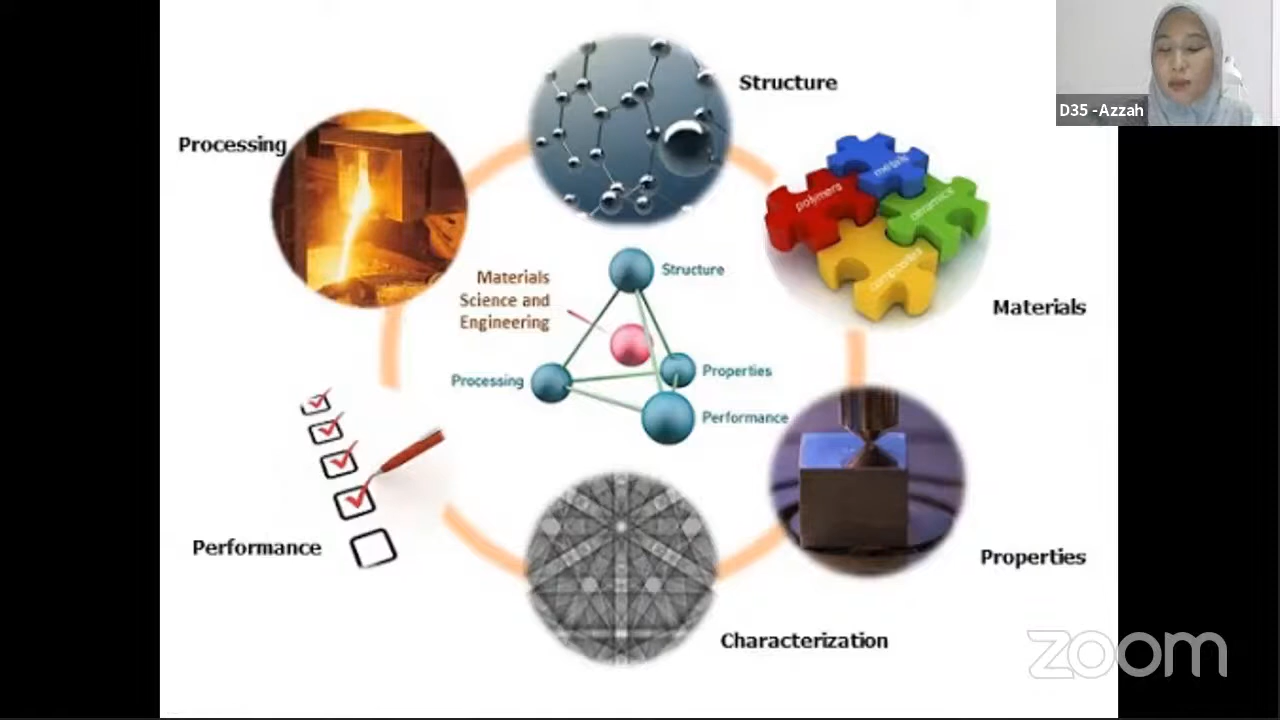 Structure
D35 -Azzah
Processing
metals
polymers
ceramics
composites
Materials
Science and
Engineering
Structure
Materials
Processing
Properties
Performance
Performance
Properties
Characterization
zoom